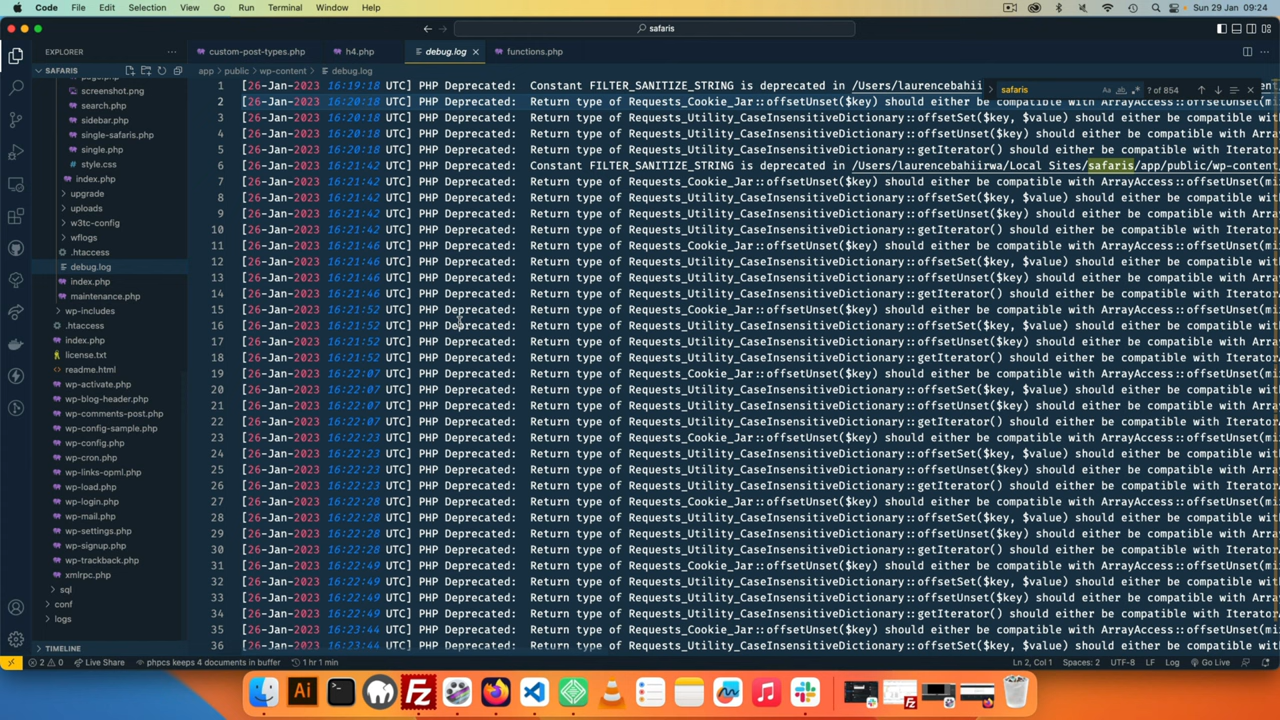 Code File Edit Selection View Go Run Terminal Window Help
Sun 29 Jan 09:24
safaris
EXPLORER
custom-post-types.php
h4.php
debug.log
functions.php
SAFARIS
app > public > wp-content > debug.log
safaris
? of 854
screenshot.png
search.php
sidebar.php
single-safaris.php
single.php
style.css
index.php
upgrade
uploads
w3tc-config
wflogs
.htaccess
debug.log
index.php
maintenance.php
wp-includes
.htaccess
index.php
license.txt
readme.html
wp-activate.php
wp-blog-header.php
wp-comments-post.php
wp-config-sample.php
wp-config.php
wp-cron.php
wp-links-opml.php
wp-load.php
wp-login.php
wp-mail.php
wp-settings.php
wp-signup.php
wp-trackback.php
xmlrpc.php
sql
conf
logs
TIMELINE
1 [26-Jan-2023 16:19:18 UTC] PHP Deprecated: Constant FILTER_SANITIZE_STRING is deprecated in /Users/laurencebahii
2 [26-Jan-2023 16:20:18 UTC] PHP Deprecated: Return type of Requests_Cookie_Jar::offsetUnset($key) should either be compatible with ArrayAccess::offsetUnset(mi
3 [26-Jan-2023 16:20:18 UTC] PHP Deprecated: Return type of Requests_Utility_CaseInsensitiveDictionary::offsetSet($key, $value) should either be compatible wit
4 [26-Jan-2023 16:20:18 UTC] PHP Deprecated: Return type of Requests_Utility_CaseInsensitiveDictionary::offsetUnset($key) should either be compatible with Arra
5 [26-Jan-2023 16:20:18 UTC] PHP Deprecated: Return type of Requests_Utility_CaseInsensitiveDictionary::getIterator() should either be compatible with Iterator
6 [26-Jan-2023 16:21:42 UTC] PHP Deprecated: Constant FILTER_SANITIZE_STRING is deprecated in /Users/laurencebahiirwa/Local Sites/safaris/app/public/wp-content
7 [26-Jan-2023 16:21:42 UTC] PHP Deprecated: Return type of Requests_Cookie_Jar::offsetUnset($key) should either be compatible with ArrayAccess::offsetUnset(mi
8 [26-Jan-2023 16:21:42 UTC] PHP Deprecated: Return type of Requests_Utility_CaseInsensitiveDictionary::offsetSet($key, $value) should either be compatible wit
9 [26-Jan-2023 16:21:42 UTC] PHP Deprecated: Return type of Requests_Utility_CaseInsensitiveDictionary::offsetUnset($key) should either be compatible with Arra
10 [26-Jan-2023 16:21:42 UTC] PHP Deprecated: Return type of Requests_Utility_CaseInsensitiveDictionary::getIterator() should either be compatible with Iterator
11 [26-Jan-2023 16:21:46 UTC] PHP Deprecated: Return type of Requests_Cookie_Jar::offsetUnset($key) should either be compatible with ArrayAccess::offsetUnset(mi
12 [26-Jan-2023 16:21:46 UTC] PHP Deprecated: Return type of Requests_Utility_CaseInsensitiveDictionary::offsetSet($key, $value) should either be compatible wit
13 [26-Jan-2023 16:21:46 UTC] PHP Deprecated: Return type of Requests_Utility_CaseInsensitiveDictionary::offsetUnset($key) should either be compatible with Arra
14 [26-Jan-2023 16:21:46 UTC] PHP Deprecated: Return type of Requests_Utility_CaseInsensitiveDictionary::getIterator() should either be compatible with Iterator
15 [26-Jan-2023 16:21:52 UTC] PHP Deprecated: Return type of Requests_Cookie_Jar::offsetUnset($key) should either be compatible with ArrayAccess::offsetUnset(mi
16 [26-Jan-2023 16:21:52 UTC] PHP Deprecated: Return type of Requests_Utility_CaseInsensitiveDictionary::offsetSet($key, $value) should either be compatible wit
17 [26-Jan-2023 16:21:52 UTC] PHP Deprecated: Return type of Requests_Utility_CaseInsensitiveDictionary::offsetUnset($key) should either be compatible with Arra
18 [26-Jan-2023 16:21:52 UTC] PHP Deprecated: Return type of Requests_Utility_CaseInsensitiveDictionary::getIterator() should either be compatible with Iterator
19 [26-Jan-2023 16:22:07 UTC] PHP Deprecated: Return type of Requests_Cookie_Jar::offsetUnset($key) should either be compatible with ArrayAccess::offsetUnset(mi
20 [26-Jan-2023 16:22:07 UTC] PHP Deprecated: Return type of Requests_Utility_CaseInsensitiveDictionary::offsetSet($key, $value) should either be compatible wit
21 [26-Jan-2023 16:22:07 UTC] PHP Deprecated: Return type of Requests_Utility_CaseInsensitiveDictionary::offsetUnset($key) should either be compatible with Arra
22 [26-Jan-2023 16:22:07 UTC] PHP Deprecated: Return type of Requests_Utility_CaseInsensitiveDictionary::getIterator() should either be compatible with Iterator
23 [26-Jan-2023 16:22:23 UTC] PHP Deprecated: Return type of Requests_Cookie_Jar::offsetUnset($key) should either be compatible with ArrayAccess::offsetUnset(mi
24 [26-Jan-2023 16:22:23 UTC] PHP Deprecated: Return type of Requests_Utility_CaseInsensitiveDictionary::offsetSet($key, $value) should either be compatible wit
25 [26-Jan-2023 16:22:23 UTC] PHP Deprecated: Return type of Requests_Utility_CaseInsensitiveDictionary::offsetUnset($key) should either be compatible with Arra
26 [26-Jan-2023 16:22:23 UTC] PHP Deprecated: Return type of Requests_Utility_CaseInsensitiveDictionary::getIterator() should either be compatible with Iterator
27 [26-Jan-2023 16:22:28 UTC] PHP Deprecated: Return type of Requests_Cookie_Jar::offsetUnset($key) should either be compatible with ArrayAccess::offsetUnset(mi
28 [26-Jan-2023 16:22:28 UTC] PHP Deprecated: Return type of Requests_Utility_CaseInsensitiveDictionary::offsetSet($key, $value) should either be compatible wit
29 [26-Jan-2023 16:22:28 UTC] PHP Deprecated: Return type of Requests_Utility_CaseInsensitiveDictionary::offsetUnset($key) should either be compatible with Arra
30 [26-Jan-2023 16:22:28 UTC] PHP Deprecated: Return type of Requests_Utility_CaseInsensitiveDictionary::getIterator() should either be compatible with Iterator
31 [26-Jan-2023 16:22:49 UTC] PHP Deprecated: Return type of Requests_Cookie_Jar::offsetUnset($key) should either be compatible with ArrayAccess::offsetUnset(mi
32 [26-Jan-2023 16:22:49 UTC] PHP Deprecated: Return type of Requests_Utility_CaseInsensitiveDictionary::offsetSet($key, $value) should either be compatible wit
33 [26-Jan-2023 16:22:49 UTC] PHP Deprecated: Return type of Requests_Utility_CaseInsensitiveDictionary::offsetUnset($key) should either be compatible with Arra
34 [26-Jan-2023 16:22:49 UTC] PHP Deprecated: Return type of Requests_Utility_CaseInsensitiveDictionary::getIterator() should either be compatible with Iterator
35 [26-Jan-2023 16:23:44 UTC] PHP Deprecated: Return type of Requests_Cookie_Jar::offsetUnset($key) should either be compatible with ArrayAccess::offsetUnset(mi
36 [26-Jan-2023 16:23:44 UTC] PHP Deprecated: Return type of Requests_Utility_CaseInsensitiveDictionary::offsetSet($key, $value) should either be compatible wit
2 0 Live Share phpcs keeps 4 documents in buffer 1 hr 1 min
Ln 2, Col 1 Spaces: 2 UTF-8 LF Log Go Live
Ai
Fz